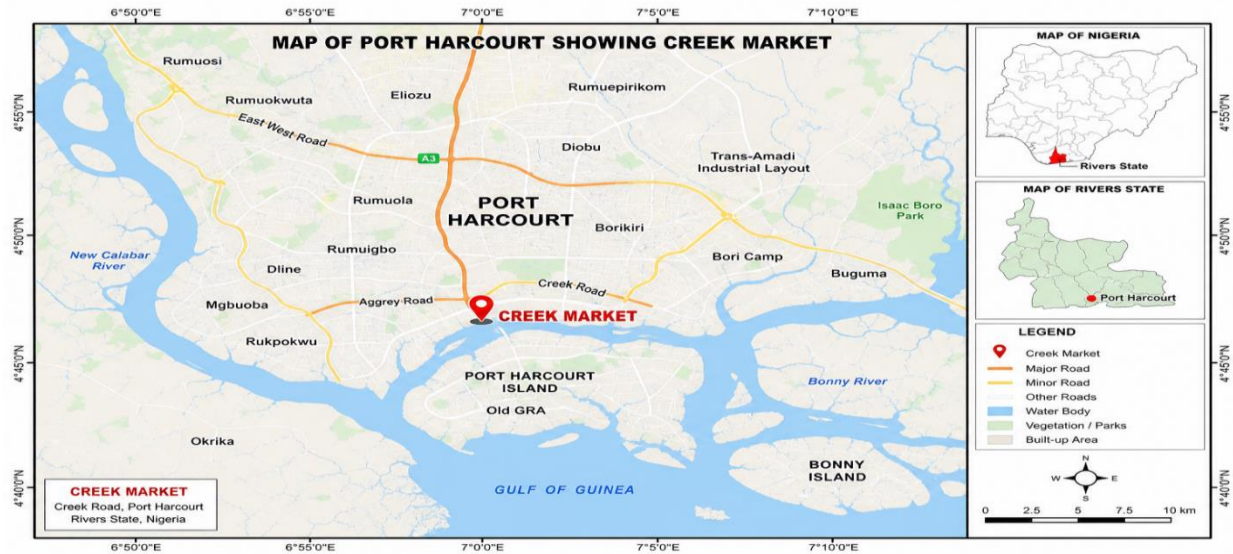 6°50'0"E
6°55'0"E
7°0'0"E
7°5'0"E
7°10'0"E
MAP OF PORT HARCOURT SHOWING CREEK MARKET
Rumuosi
Rumuokwuta
Eliozu
Rumuepirikom
East West Road
A3
Diobu
Trans-Amadi
Industrial Layout
Rumuola
PORT
HARCOURT
Isaac Boro
Park
Borikiri
New Calabar
River
Rumuigbo
Dline
Bori Camp
Buguma
Mgbuoba
Aggrey Road
Creek Road
CREEK MARKET
Rukpokwu
PORT HARCOURT
ISLAND
Old GRA
Bonny River
Okrika
BONNY
ISLAND
GULF OF GUINEA
CREEK MARKET
Creek Road, Port Harcourt
Rivers State, Nigeria
4°55'0"N
4°50'0"N
4°45'0"N
4°40'0"N
6°50'0"E
6°55'0"E
7°0'0"E
7°5'0"E
7°10'0"E
MAP OF NIGERIA
Rivers State
MAP OF RIVERS STATE
Port Harcourt
LEGEND
Creek Market
Major Road
Minor Road
Other Roads
Water Body
Vegetation / Parks
Built-up Area
N
W
E
S
0
2.5
5
7.5
10 km
4°55'0"N
4°50'0"N
4°45'0"N
4°40'0"N